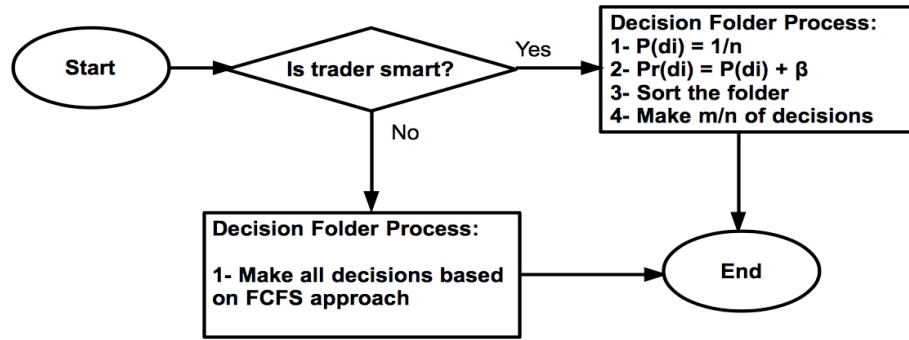 Start
Is trader smart?
Yes
Decision Folder Process:
1- P(di) = 1/n
2- Pr(di) = P(di) + β
3- Sort the folder
4- Make m/n of decisions
No
Decision Folder Process:
1- Make all decisions based
on FCFS approach
End